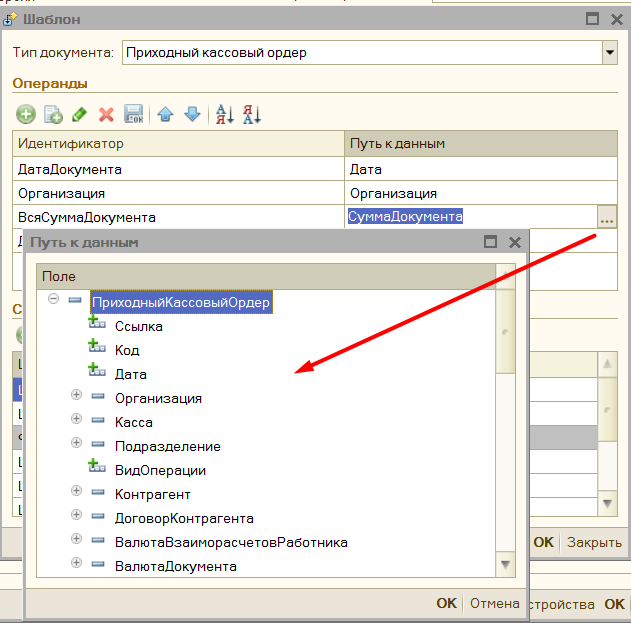 Шаблон
Тип документа: Приходный кассовый ордер
Операнды
Идентификатор Путь к данным
ДатаДокумента Дата
Организация Организация
ВсяСуммаДокумента СуммаДокумента ...
Путь к данным
Поле
ПриходныйКассовыйОрдер
Ссылка
Код
Дата
Организация
Касса
Подразделение
ВидОперации
Контрагент
ДоговорКонтрагента
ВалютаВзаиморасчетовРаботника
ВалютаДокумента
OK Закрыть
OK Отмена
стройства OK